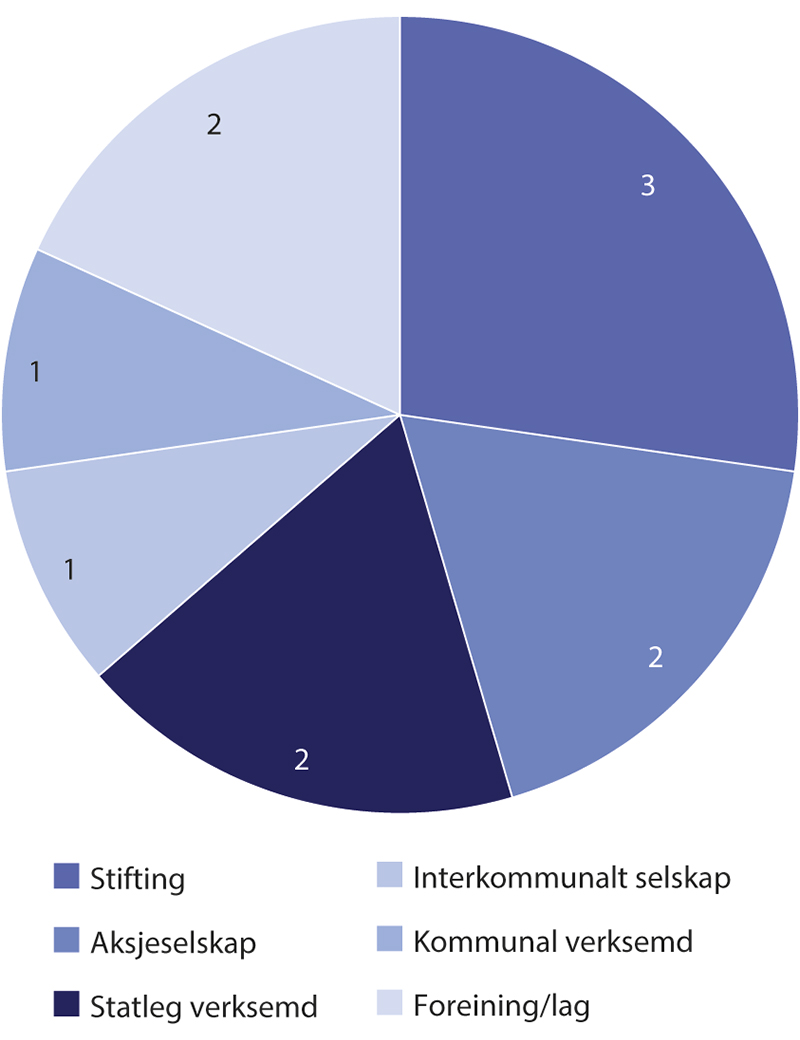 2
3
1
1
2
2
Stifting
Interkommunalt selskap
Aksjeselskap
Kommunal verksemd
Statleg verksemd
Foreining/lag